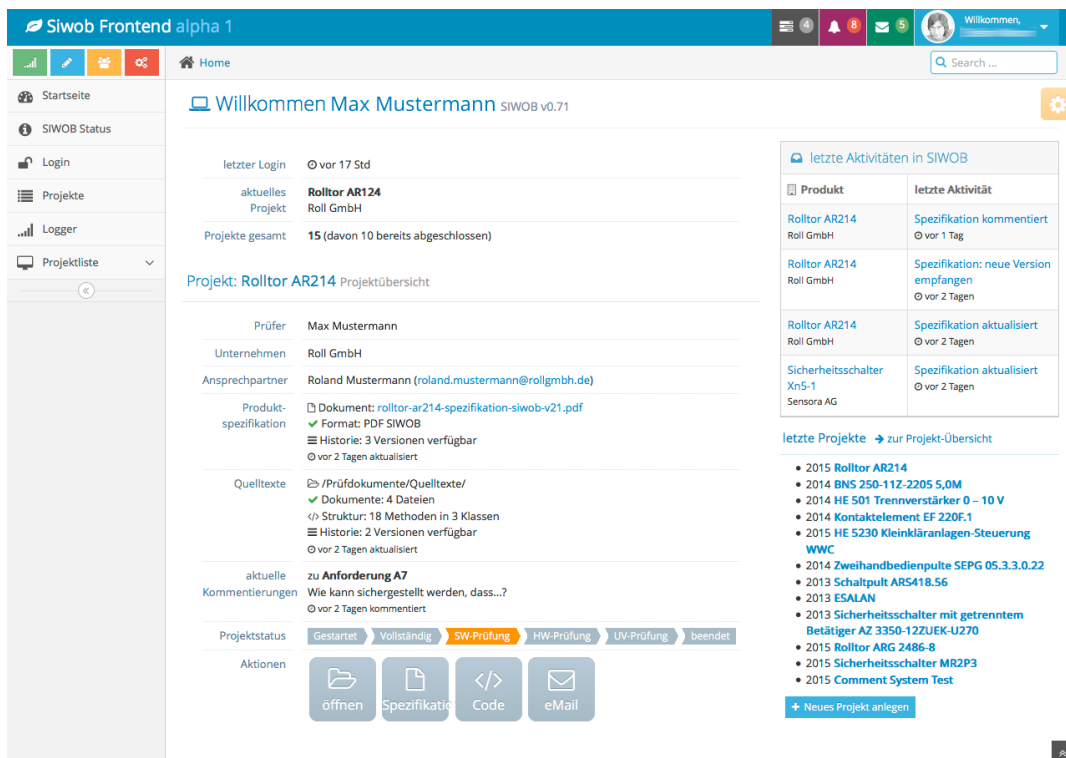 Siwob Frontend alpha 1
4
8
5
Willkommen,
Home
Search ...
Startseite
SIWOB Status
Login
Projekte
Logger
Projektliste
Willkommen Max Mustermann SIWOB v0.71
letzter Login vor 17 Std
aktuelles Rolltor AR124
Projekt Roll GmbH
Projekte gesamt 15 (davon 10 bereits abgeschlossen)
Projekt: Rolltor AR214 Projektübersicht
Prüfer Max Mustermann
Unternehmen Roll GmbH
Ansprechpartner Roland Mustermann (roland.mustermann@rollgmbh.de)
Produkt- Dokument: rolltor-ar214-spezifikation-siwob-v21.pdf
spezifikation Format: PDF SIWOB
Historie: 3 Versionen verfügbar
vor 2 Tagen aktualisiert
Quelltexte /Prüfdokumente/Quelltexte/
Dokumente: 4 Dateien
</> Struktur: 18 Methoden in 3 Klassen
Historie: 2 Versionen verfügbar
vor 2 Tagen aktualisiert
aktuelle zu Anforderung A7
Kommentierungen Wie kann sichergestellt werden, dass...?
vor 2 Tagen kommentiert
Projektstatus Gestartet Vollständig SW-Prüfung HW-Prüfung UV-Prüfung beendet
Aktionen
öffnen Spezifikatio Code eMail
letzte Aktivitäten in SIWOB
Produkt letzte Aktivität
Rolltor AR214 Spezifikation kommentiert
Roll GmbH vor 1 Tag
Rolltor AR214 Spezifikation: neue Version
Roll GmbH empfangen
vor 2 Tagen
Rolltor AR214 Spezifikation aktualisiert
Roll GmbH vor 2 Tagen
Sicherheitsschalter Spezifikation aktualisiert
Xn5-1 vor 2 Tagen
Sensora AG
letzte Projekte zur Projekt-Übersicht
2015 Rolltor AR214
2014 BNS 250-11Z-2205 5,0M
2014 HE 501 Trennverstärker 0 – 10 V
2014 Kontaktelement EF 220F.1
2015 HE 5230 Kleinkläranlagen-Steuerung
WWC
2014 Zweihandbedienpulte SEPG 05.3.3.0.22
2013 Schaltpult ARS418.56
2013 ESALAN
2013 Sicherheitsschalter mit getrenntem
Betätiger AZ 3350-12ZUEK-U270
2015 Rolltor ARG 2486-8
2015 Sicherheitsschalter MR2P3
2015 Comment System Test
+ Neues Projekt anlegen